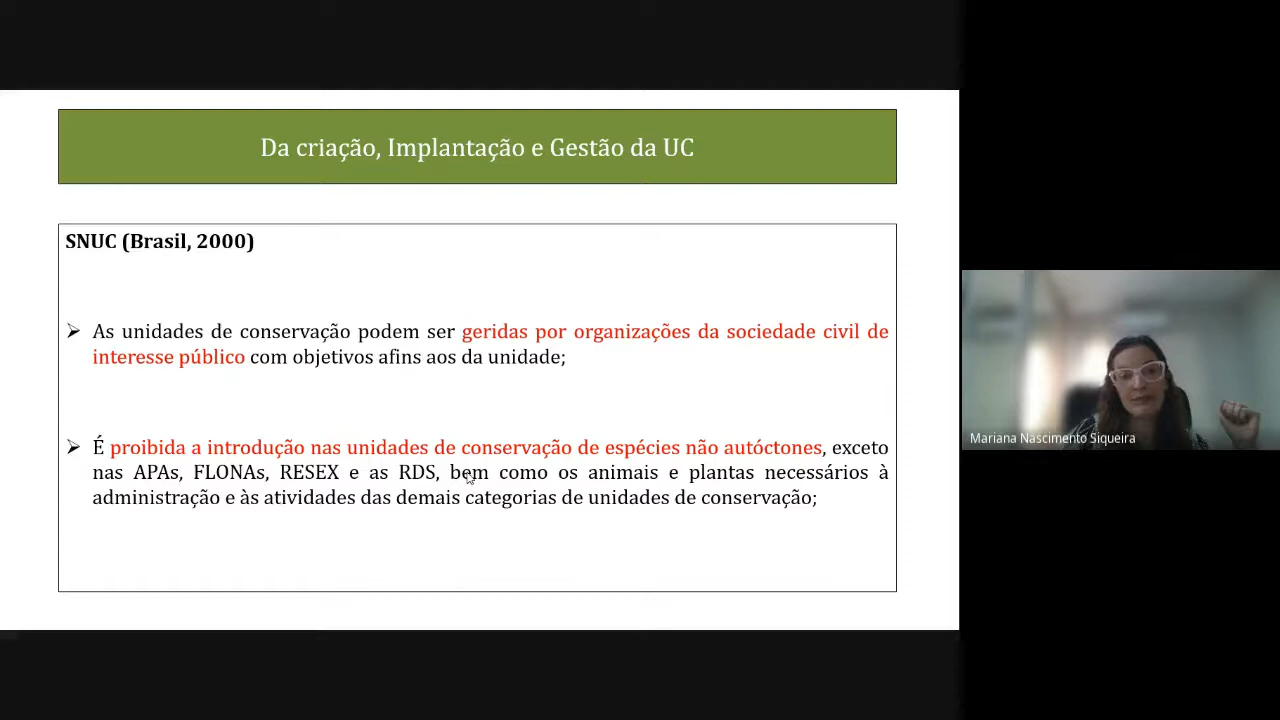 Da criação, Implantação e Gestão da UC
SNUC (Brasil, 2000)
➢ As unidades de conservação podem ser geridas por organizações da sociedade civil de
interesse público com objetivos afins aos da unidade;
➢ É proibida a introdução nas unidades de conservação de espécies não autóctones, exceto
nas APAs, FLONAs, RESEX e as RDS, bem como os animais e plantas necessários à
administração e às atividades das demais categorias de unidades de conservação;
Mariana Nascimento Siqueira